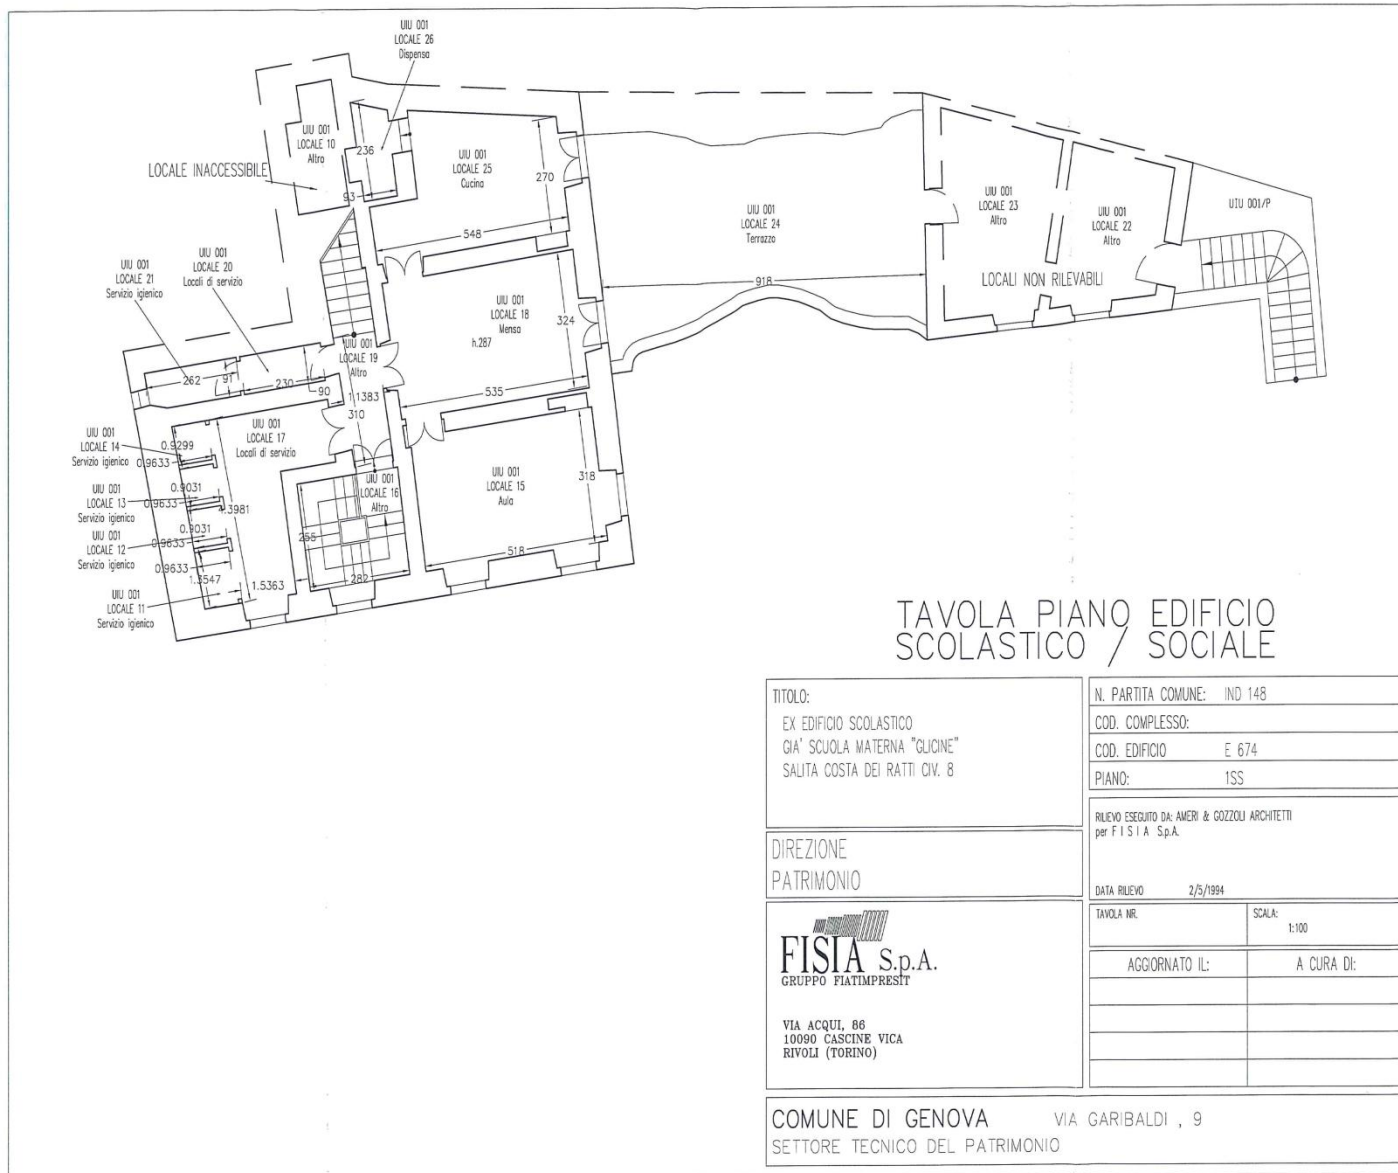 UIU 001
LOCALE 26
Dispensa
UIU 001
LOCALE 10
Altro
LOCALE INACCESSIBILE
236
93
UIU 001
LOCALE 25
Cucina
270
548
UIU 001
LOCALE 24
Terrazzo
918
UIU 001
LOCALE 23
Altro
UIU 001
LOCALE 22
Altro
UIU 001/P
LOCALI NON RILEVABILI
UIU 001
LOCALE 21
Servizio igienico
UIU 001
LOCALE 20
Locali di servizio
262
91
230
90
UIU 001
LOCALE 19
Altro
1.1383
310
UIU 001
LOCALE 18
Mensa
h.287
324
535
UIU 001
LOCALE 17
Locali di servizio
UIU 001
LOCALE 14
Servizio igienico
0.9299
0.9633
UIU 001
LOCALE 13
Servizio igienico
0.9031
0.9633
UIU 001
LOCALE 12
Servizio igienico
0.9031
0.9633
0.9633
1.3547
UIU 001
LOCALE 11
Servizio igienico
1.5363
.3981
UIU 001
LOCALE 16
Altro
255
282
UIU 001
LOCALE 15
Aula
318
518
TAVOLA PIANO EDIFICIO
SCOLASTICO / SOCIALE
TITOLO:
EX EDIFICIO SCOLASTICO
GIA' SCUOLA MATERNA "GLICINE"
SALITA COSTA DEI RATTI CIV. 8
N. PARTITA COMUNE: IND 148
COD. COMPLESSO:
COD. EDIFICIO E 674
PIANO: 1SS
RILIEVO ESEGUITO DA: AMERI & GOZZOLI ARCHITETTI
per F I S I A S.p.A.
DATA RILIEVO 2/5/1994
DIREZIONE
PATRIMONIO
TAVOLA NR.
SCALA:
1:100
AGGIORNATO IL:
A CURA DI:
FISIA S.p.A.
GRUPPO FIATIMPRESIT
VIA ACQUI, 86
10090 CASCINE VICA
RIVOLI (TORINO)
COMUNE DI GENOVA VIA GARIBALDI , 9
SETTORE TECNICO DEL PATRIMONIO